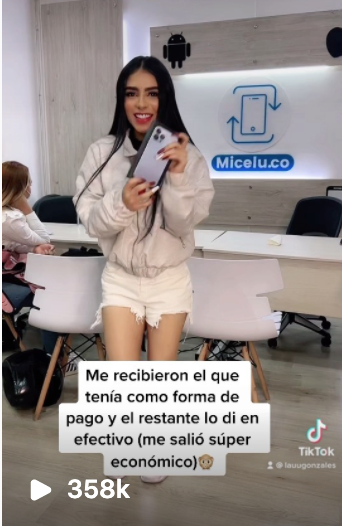 Micelu.co
Me recibieron el que
tenía como forma de
pago y el restante lo di en
efectivo (me salió súper
económico)🐵
TikTok
@ lauugonzales
358k